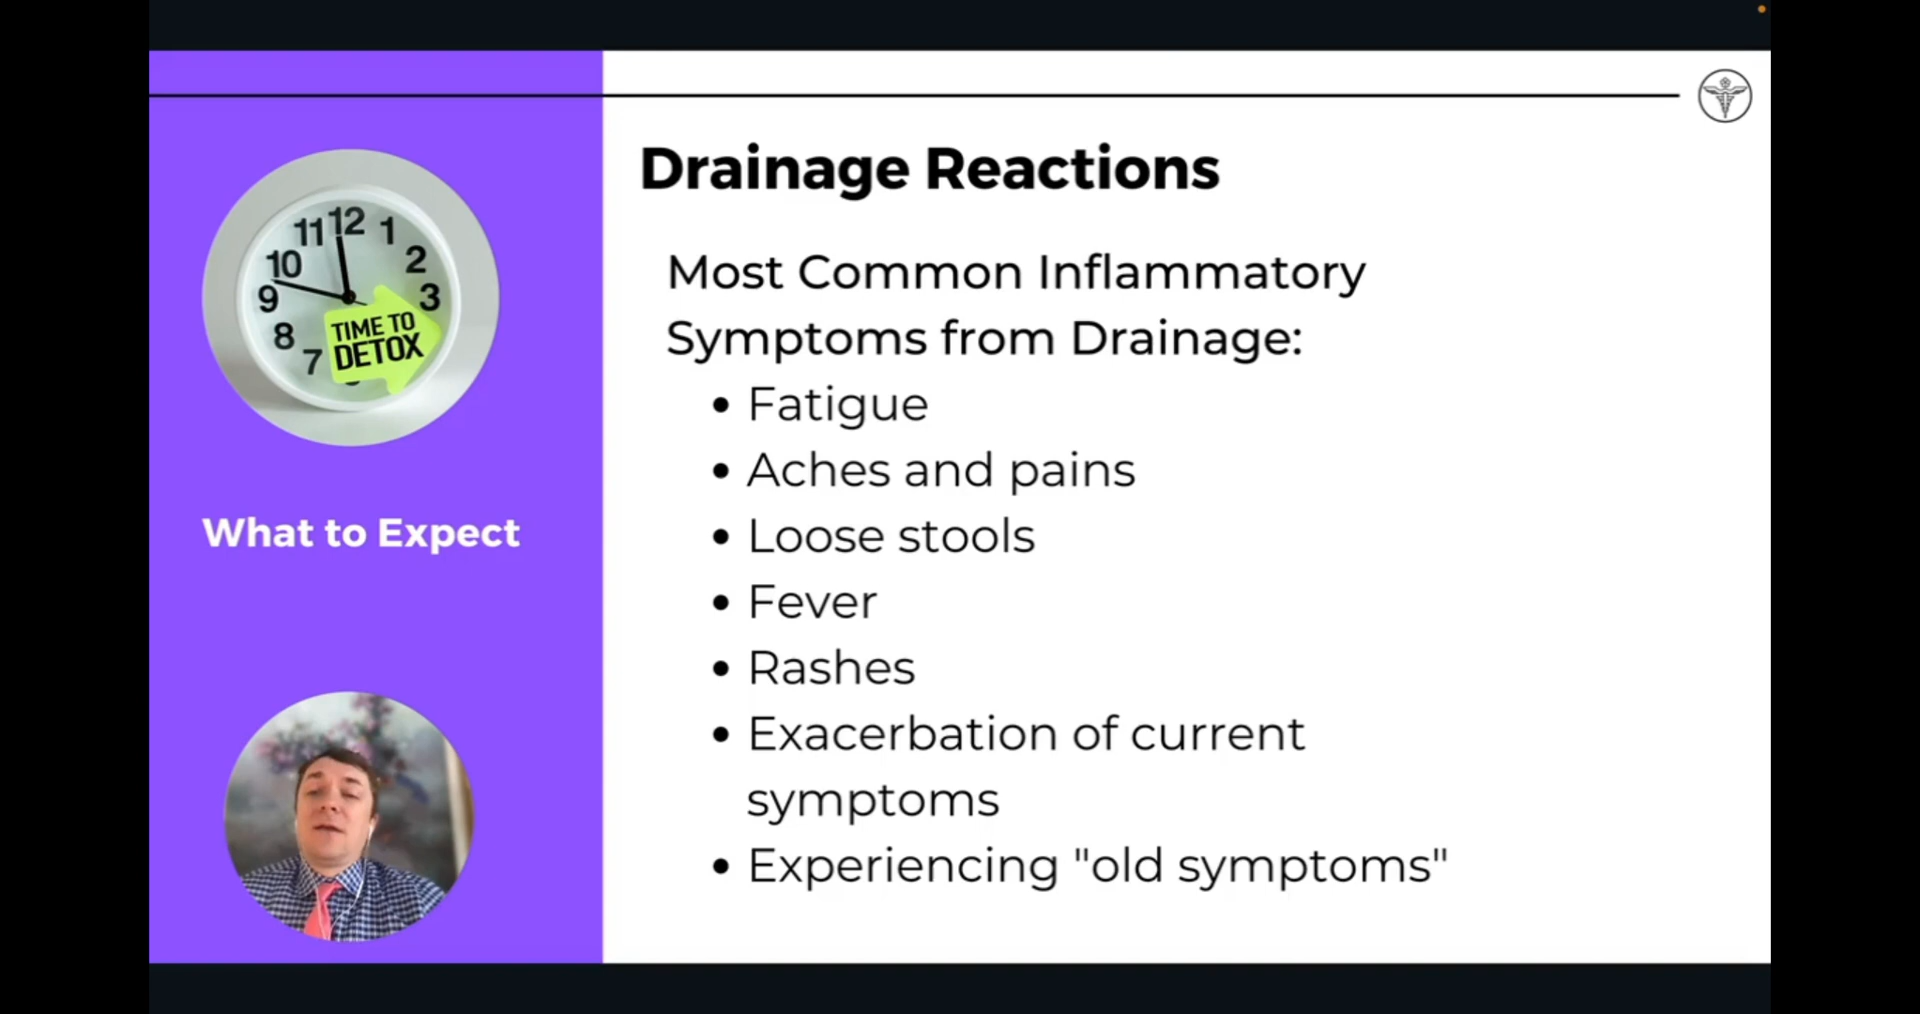 12
11
1
10
2
9
3
8
7
TIME TO
DETOX
What to Expect
Drainage Reactions
Most Common Inflammatory
Symptoms from Drainage:
• Fatigue
• Aches and pains
• Loose stools
• Fever
• Rashes
• Exacerbation of current
symptoms
• Experiencing "old symptoms"